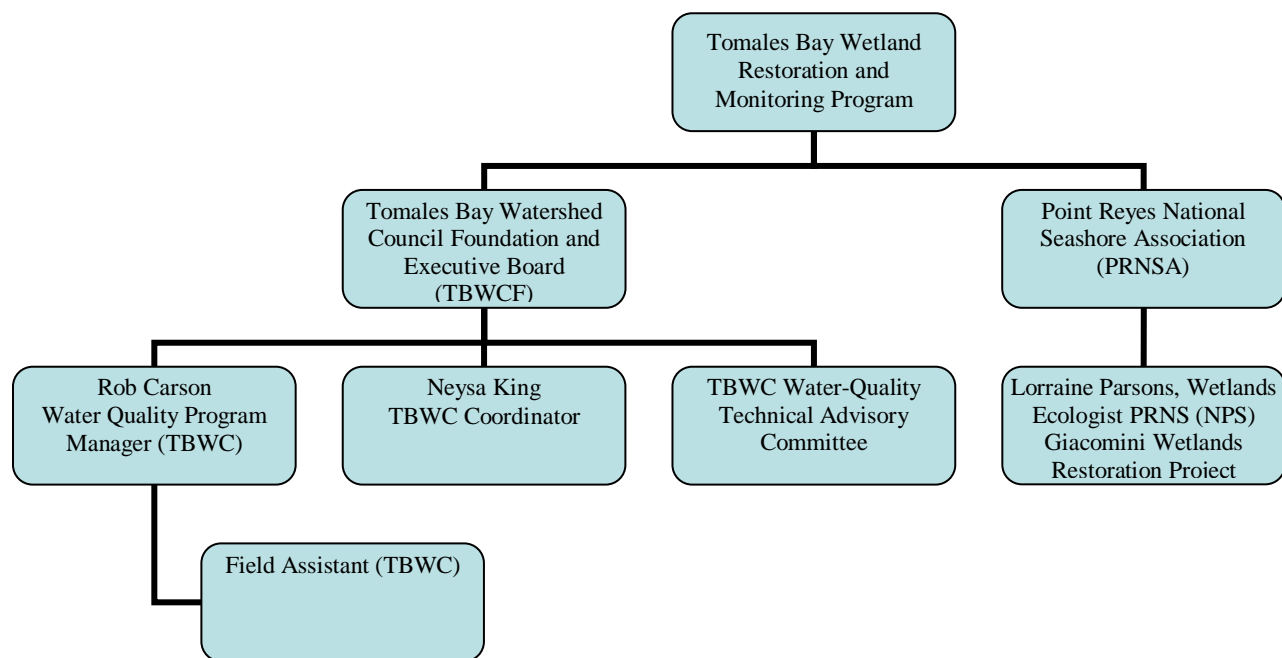 Tomales Bay Wetland
Restoration and
Monitoring Program
Tomales Bay Watershed
Council Foundation and
Executive Board
(TBWCF)
Point Reyes National
Seashore Association
(PRNSA)
Rob Carson
Water Quality Program
Manager (TBWC)
Neysa King
TBWC Coordinator
TBWC Water-Quality
Technical Advisory
Committee
Lorraine Parsons, Wetlands
Ecologist PRNS (NPS)
Giacomini Wetlands
Restoration Project
Field Assistant (TBWC)